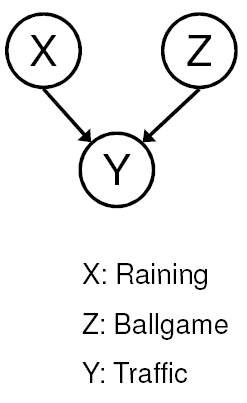 X Z
Y
X: Raining
Z: Ballgame
Y: Traffic